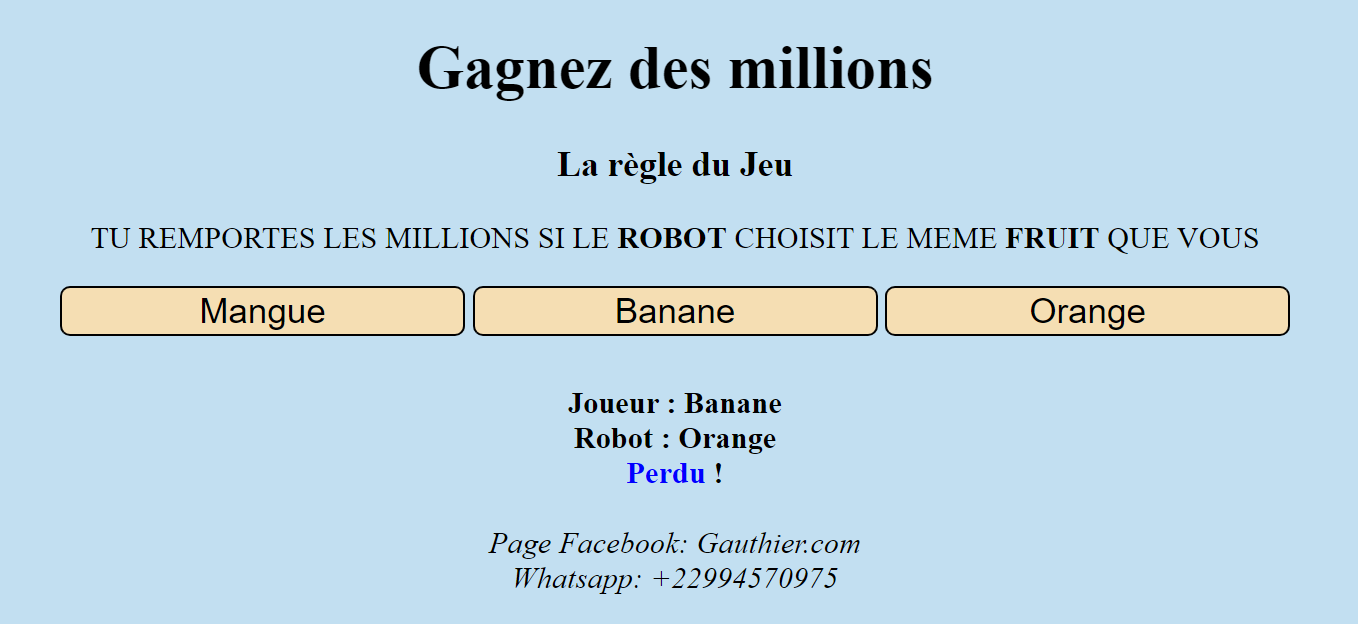 Gagnez des millions
La règle du Jeu
TU REMPORTES LES MILLIONS SI LE ROBOT CHOISIT LE MEME FRUIT QUE VOUS
Mangue Banane Orange
Joueur : Banane
Robot : Orange
Perdu !
Page Facebook: Gauthier.com
Whatsapp: +22994570975